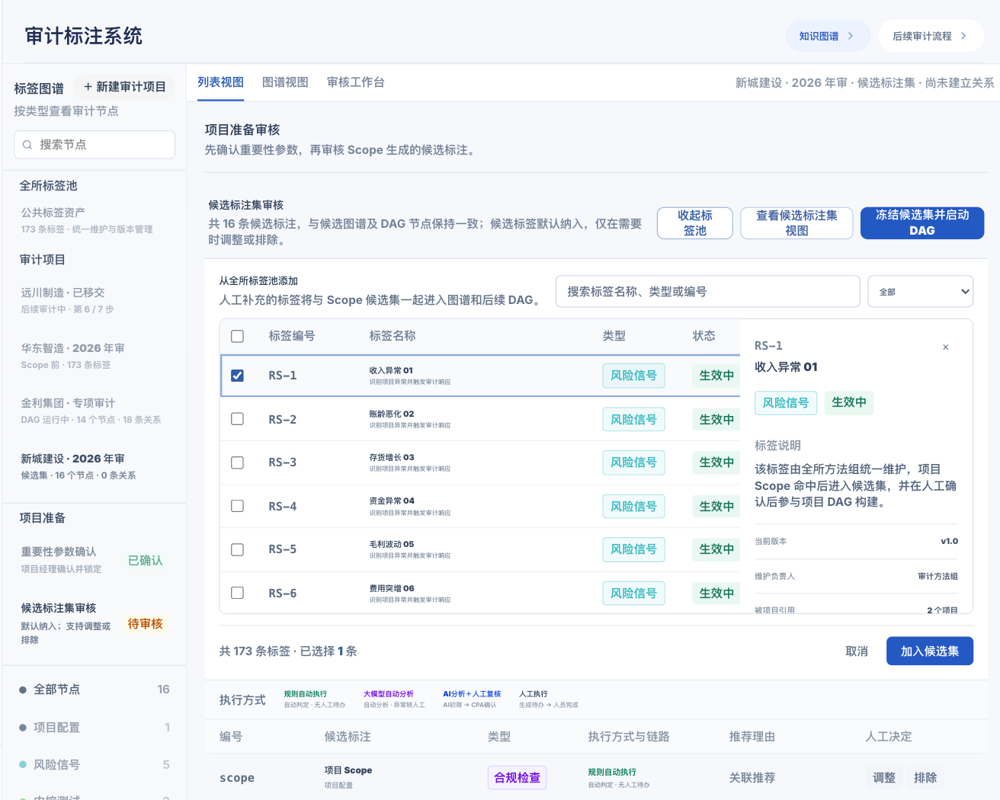 审计标注系统
知识图谱
后续审计流程
标签图谱
+ 新建审计项目
按类型查看审计节点
搜索节点
全所标签池
公共标签资产
173 条标签 · 统一维护与版本管理
审计项目
远川制造 · 已移交
后续审计中 · 第 6 / 7 步
华东智造 · 2026 年审
Scope 前 · 173 条标签
金利集团 · 专项审计
DAG 运行中 · 14 个节点 · 18 条关系
新城建设 · 2026 年审
候选集 · 16 个节点 · 0 条关系
项目准备
重要性参数确认
项目经理确认并锁定
已确认
候选标注集审核
默认纳入；支持调整或
排除
待审核
全部节点 16
项目配置 1
风险信号 5
列表视图
图谱视图
审核工作台
新城建设 · 2026 年审 · 候选标注集 · 尚未建立关系
项目准备审核
先确认重要性参数，再审核 Scope 生成的候选标注。
候选标注集审核
共 16 条候选标注，与候选图谱及 DAG 节点保持一致；候选标签默认纳入，仅在需要
时调整或排除。
收起标
签池
查看候选标注集
视图
冻结候选集并启动
DAG
从全所标签池添加
人工补充的标签将与 Scope 候选集一起进入图谱和后续 DAG。
搜索标签名称、类型或编号
全部
标签编号 标签名称 类型 状态
RS-1 收入异常 01 风险信号 生效中
识别项目异常并触发审计响应
RS-2 账龄恶化 02 风险信号 生效中
识别项目异常并触发审计响应
RS-3 存货增长 03 风险信号 生效中
识别项目异常并触发审计响应
RS-4 资金异常 04 风险信号 生效中
识别项目异常并触发审计响应
RS-5 毛利波动 05 风险信号 生效中
识别项目异常并触发审计响应
RS-6 费用突增 06 风险信号 生效中
识别项目异常并触发审计响应
RS-1 ×
收入异常 01
风险信号 生效中
标签说明
该标签由全所方法组统一维护，项目
Scope 命中后进入候选集，并在人工确
认后参与项目 DAG 构建。
当前版本 v1.0
维护负责人 审计方法组
被项目引用 2 个项目
共 173 条标签 · 已选择 1 条
取消
加入候选集
执行方式
规则自动执行
自动判定 · 无人工待办
大模型自动分析
自动分析 · 异常转人工
AI分析＋人工复核
AI初筛 → CPA确认
人工执行
生成待办 → 人员完成
编号 候选标注 类型 执行方式与链路 推荐理由 人工决定
scope 项目 Scope 合规检查 规则自动执行 关联推荐 调整 排除
项目配置 自动判定 · 无人工待办